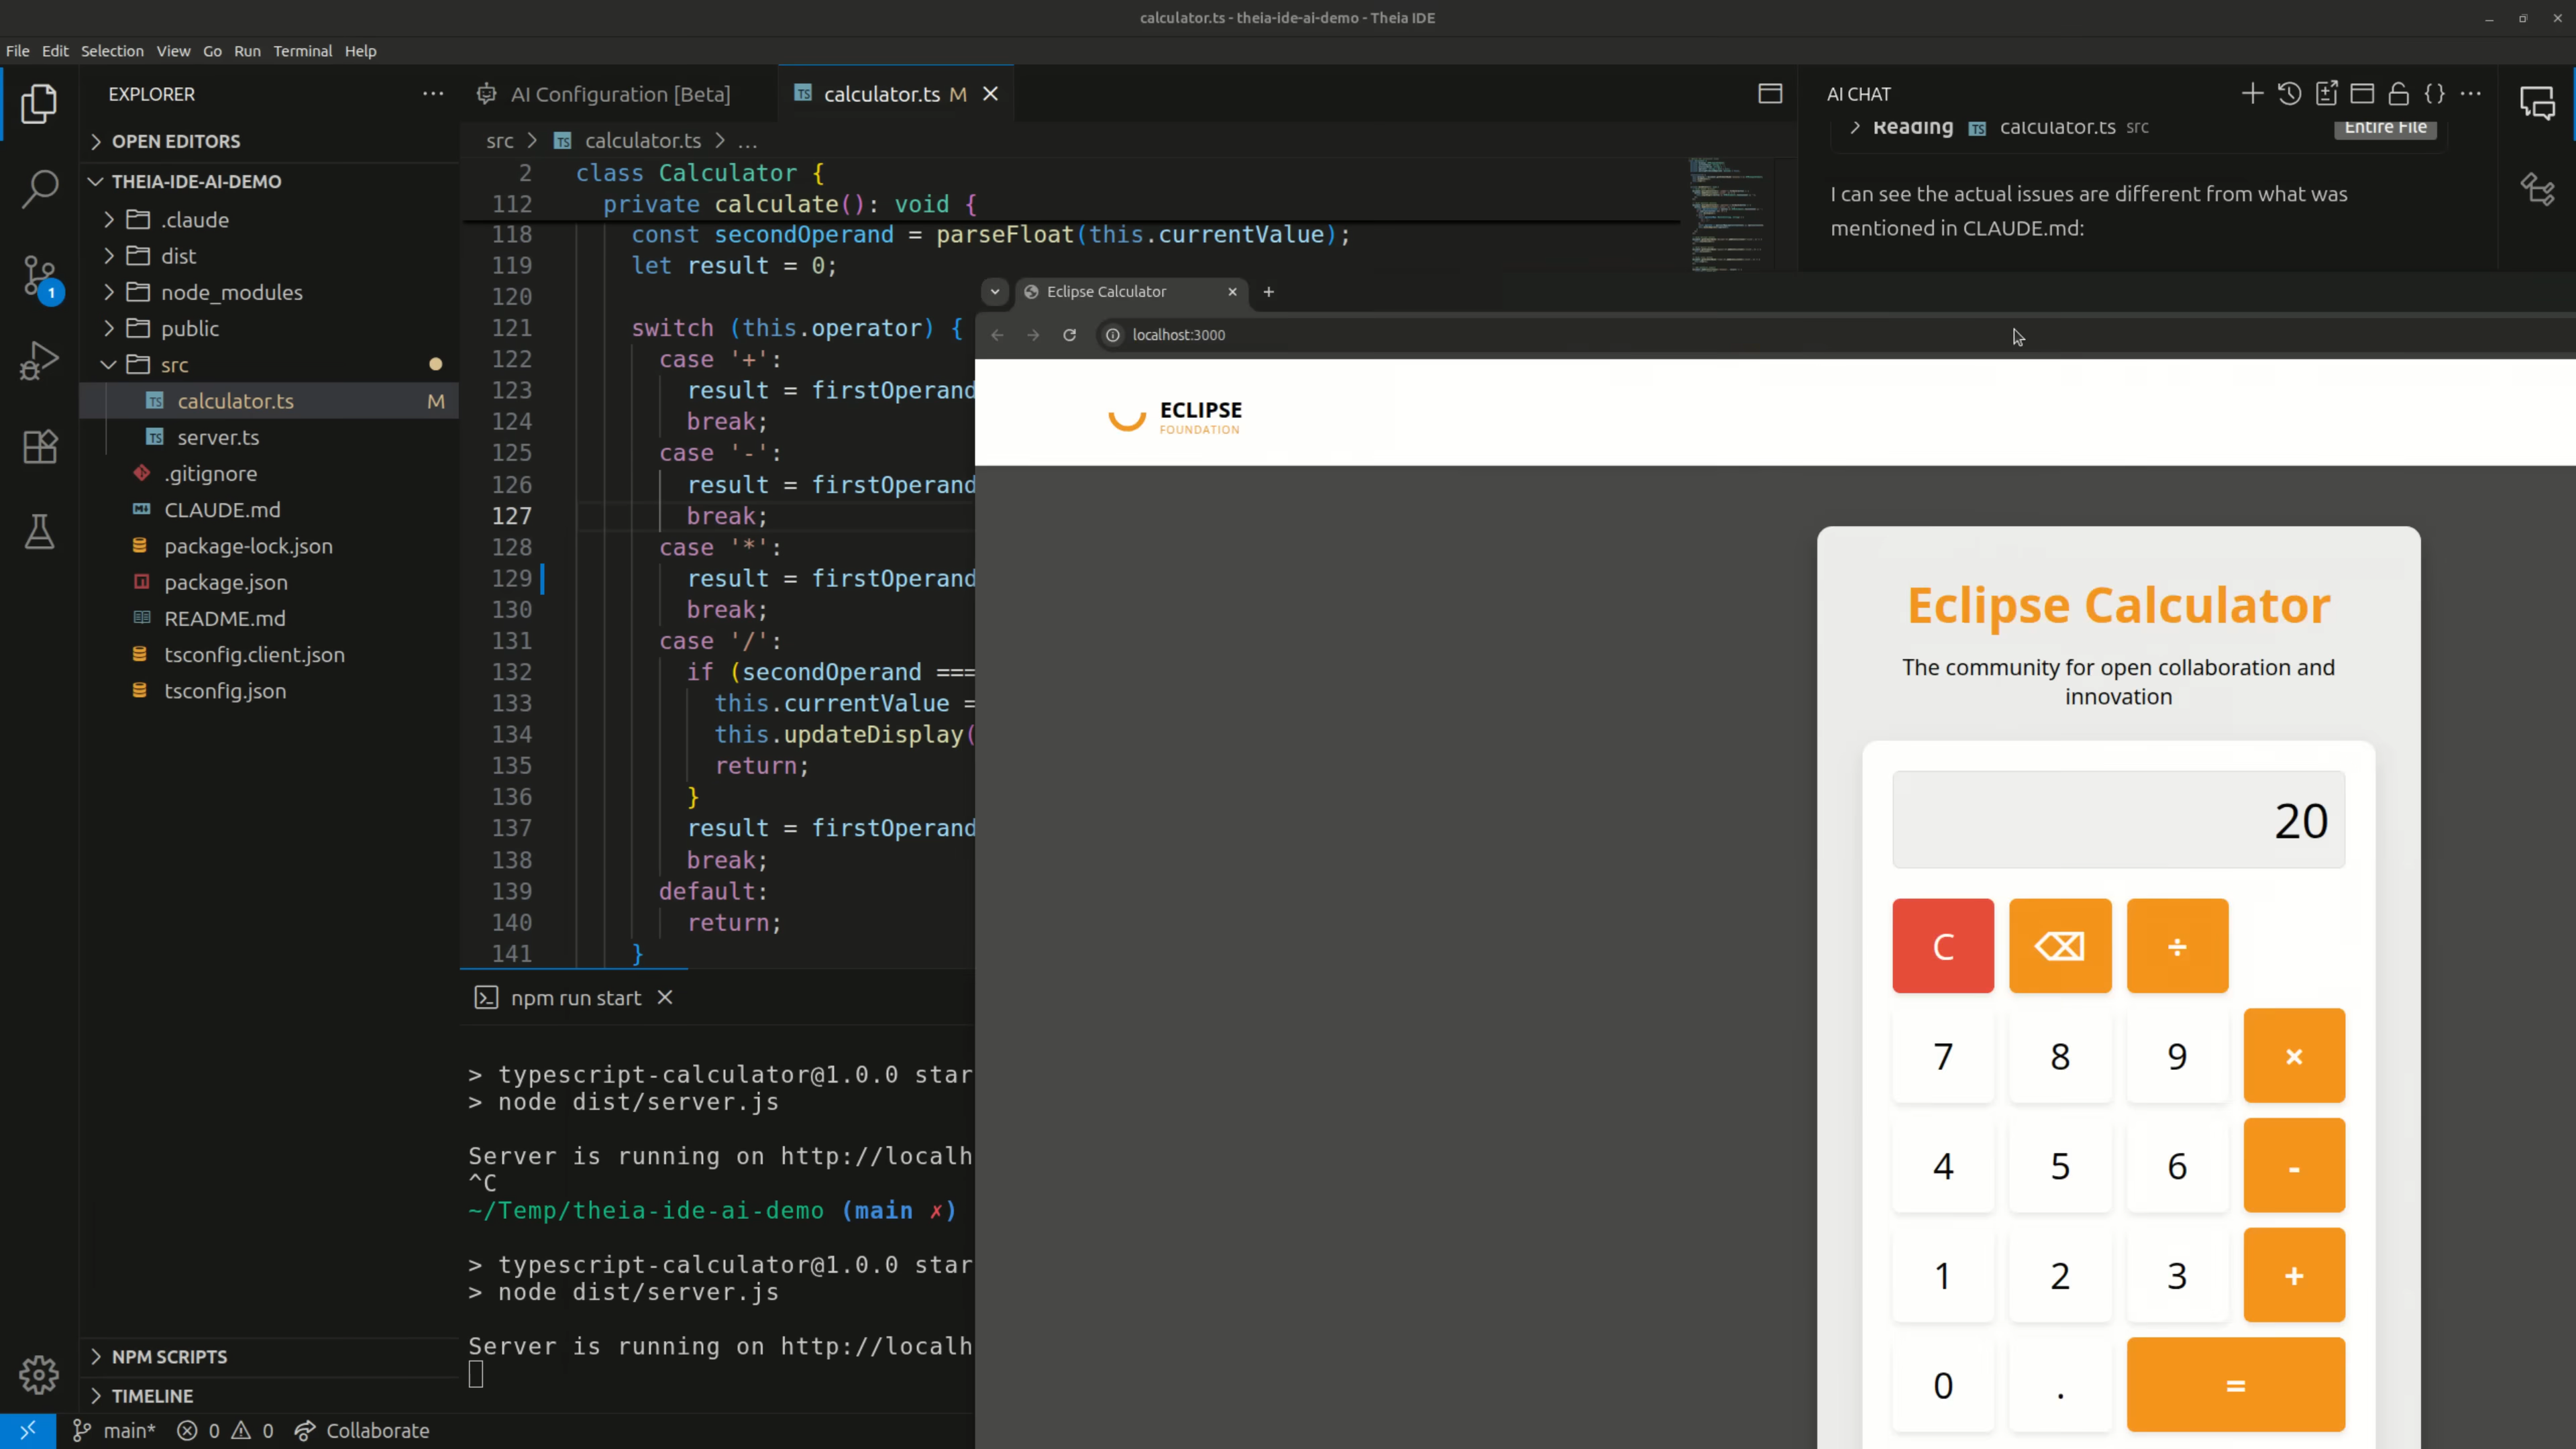 calculator.ts - theia-ide-ai-demo - Theia IDE
File Edit Selection View Go Run Terminal Help
EXPLORER
OPEN EDITORS
THEIA-IDE-AI-DEMO
.claude
dist
node_modules
public
src
calculator.ts M
server.ts
.gitignore
CLAUDE.md
package-lock.json
package.json
README.md
tsconfig.client.json
tsconfig.json
NPM SCRIPTS
TIMELINE
1
AI Configuration [Beta]
calculator.ts M
src > calculator.ts > ...
2 class Calculator {
112 private calculate(): void {
118 const secondOperand = parseFloat(this.currentValue);
119 let result = 0;
120
121 switch (this.operator) {
122 case '+':
123 result = firstOperand
124 break;
125 case '-':
126 result = firstOperand
127 break;
128 case '*':
129 result = firstOperand
130 break;
131 case '/':
132 if (secondOperand ===
133 this.currentValue =
134 this.updateDisplay(
135 return;
136 }
137 result = firstOperand
138 break;
139 default:
140 return;
141 }
npm run start
> typescript-calculator@1.0.0 star
> node dist/server.js
Server is running on http://localh
^C
~/Temp/theia-ide-ai-demo (main ✗)
> typescript-calculator@1.0.0 star
> node dist/server.js
Server is running on http://localh
main* 0 0 Collaborate
AI CHAT
Reading TS calculator.ts src Entire File
I can see the actual issues are different from what was
mentioned in CLAUDE.md:
Eclipse Calculator
localhost:3000
ECLIPSE
FOUNDATION
Eclipse Calculator
The community for open collaboration and
innovation
20
C ⌫ ÷
7 8 9 ×
4 5 6 -
1 2 3 +
0 . =